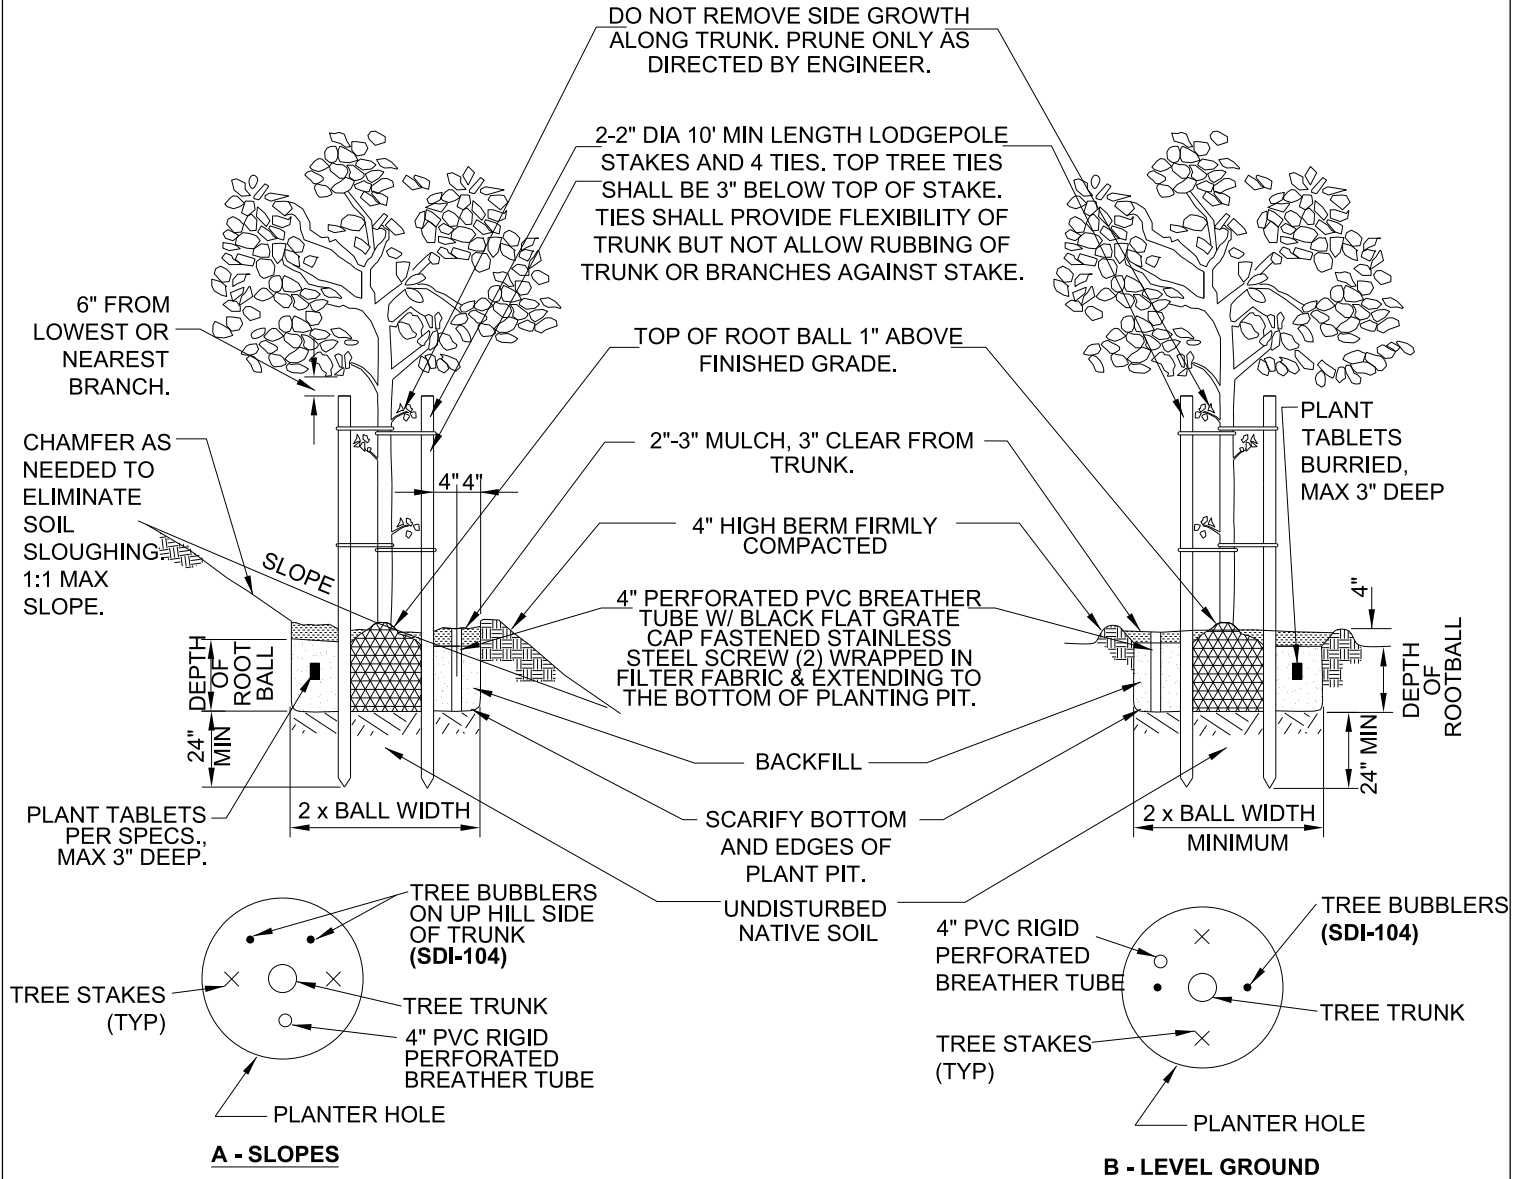 DO NOT REMOVE SIDE GROWTH
ALONG TRUNK. PRUNE ONLY AS
DIRECTED BY ENGINEER.
2-2" DIA 10' MIN LENGTH LODGEPOLE
STAKES AND 4 TIES. TOP TREE TIES
SHALL BE 3" BELOW TOP OF STAKE.
TIES SHALL PROVIDE FLEXIBILITY OF
TRUNK BUT NOT ALLOW RUBBING OF
TRUNK OR BRANCHES AGAINST STAKE.
6" FROM
LOWEST OR
NEAREST
BRANCH.
TOP OF ROOT BALL 1" ABOVE
FINISHED GRADE.
CHAMFER AS
NEEDED TO
ELIMINATE
SOIL
SLOUGHING.
1:1 MAX
SLOPE.
2"-3" MULCH, 3" CLEAR FROM
TRUNK.
PLANT
TABLETS
BURRIED,
MAX 3" DEEP
4" 4"
4" HIGH BERM FIRMLY
COMPACTED
SLOPE
4" PERFORATED PVC BREATHER
TUBE W/ BLACK FLAT GRATE
CAP FASTENED STAINLESS
STEEL SCREW (2) WRAPPED IN
FILTER FABRIC & EXTENDING TO
THE BOTTOM OF PLANTING PIT.
4"
DEPTH
OF
ROOT
BALL
DEPTH
OF
ROOTBALL
24"
MIN
24" MIN
BACKFILL
PLANT TABLETS
PER SPECS.,
MAX 3" DEEP.
2 x BALL WIDTH
SCARIFY BOTTOM
AND EDGES OF
PLANT PIT.
2 x BALL WIDTH
MINIMUM
UNDISTURBED
NATIVE SOIL
TREE BUBBLERS
ON UP HILL SIDE
OF TRUNK
(SDI-104)
TREE STAKES
(TYP)
TREE TRUNK
4" PVC RIGID
PERFORATED
BREATHER TUBE
PLANTER HOLE
A - SLOPES
4" PVC RIGID
PERFORATED
BREATHER TUBE
TREE BUBBLERS
(SDI-104)
TREE TRUNK
TREE STAKES
(TYP)
PLANTER HOLE
B - LEVEL GROUND